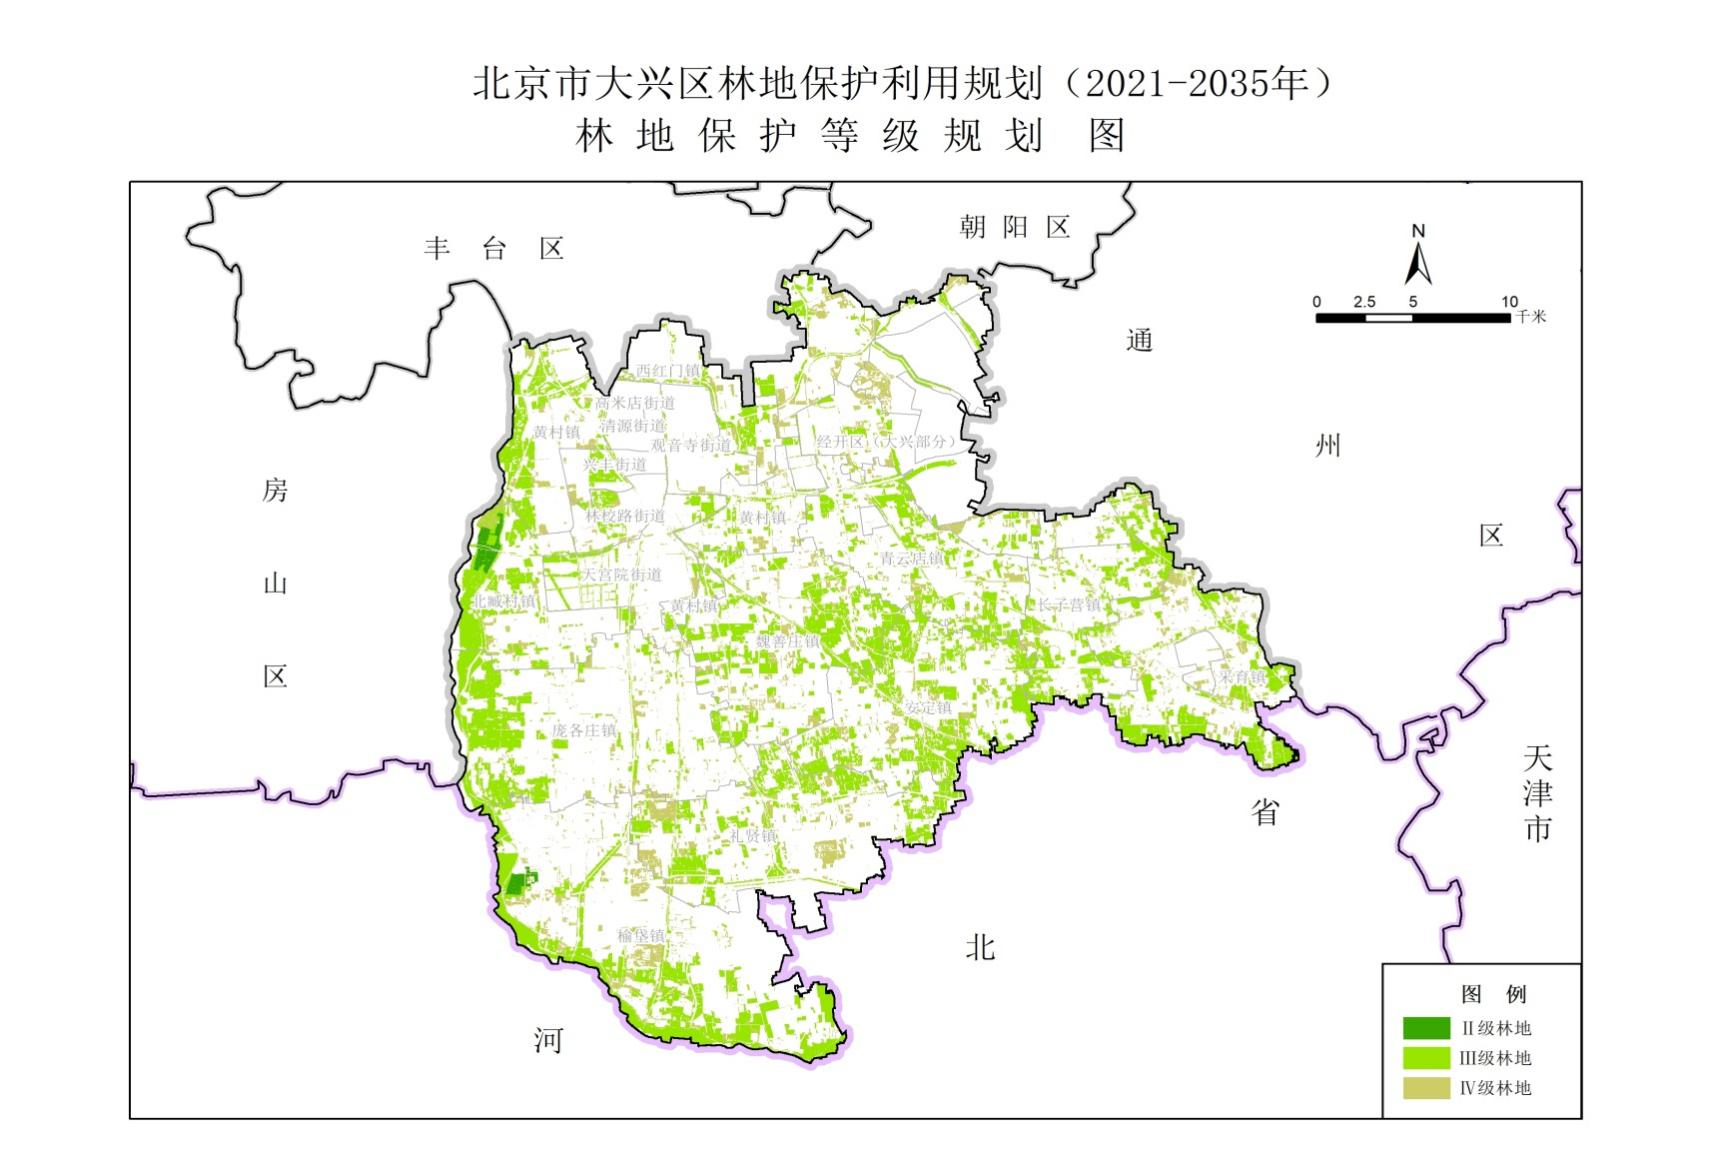 北京市大兴区林地保护利用规划（2021-2035年）
林地保护等级规划 图
丰台区
朝阳区
N
0 2.5 5 10
千米
通
州
区
西红门镇
高米店街道
黄村镇
清源街道
观音寺街道
经开区（大兴部分）
兴丰街道
房
山
区
林校路街道
黄村镇
青云店镇
天宫院街道
北臧村镇
黄村镇
长子营镇
魏善庄镇
采育镇
安定镇
庞各庄镇
天津市
省
礼贤镇
榆垡镇
北
河
图 例
Ⅱ级林地
Ⅲ级林地
Ⅳ级林地